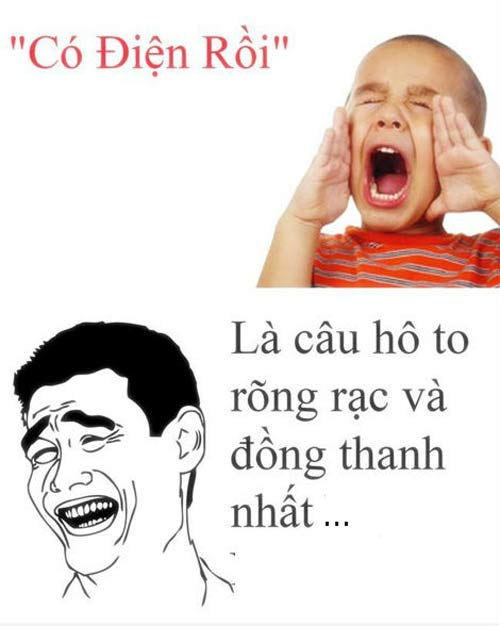 "Có Điện Rồi"
Là câu hô to
rõng rạc và
đồng thanh
nhất ...